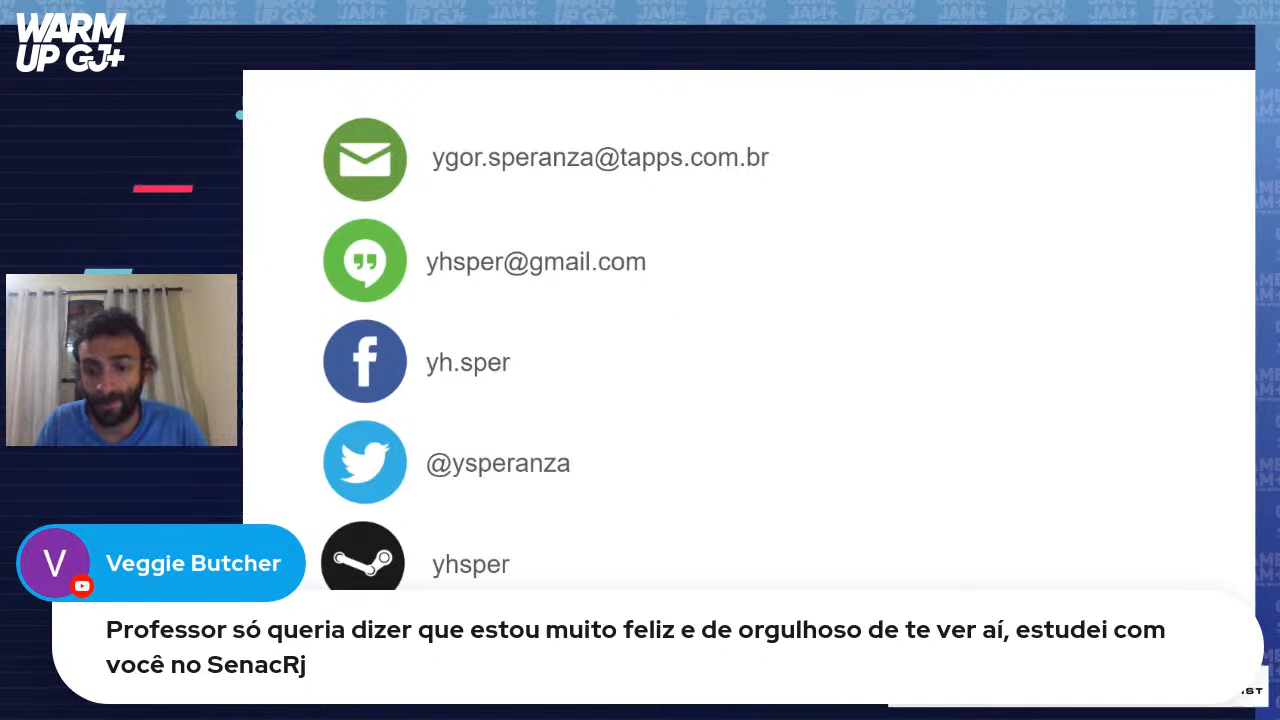 WARM
UP GJ+
ygor.speranza@tapps.com.br
yhsper@gmail.com
yh.sper
@ysperanza
yhsper
V
Veggie Butcher
Professor só queria dizer que estou muito feliz e de orgulhoso de te ver aí, estudei com
você no SenacRj